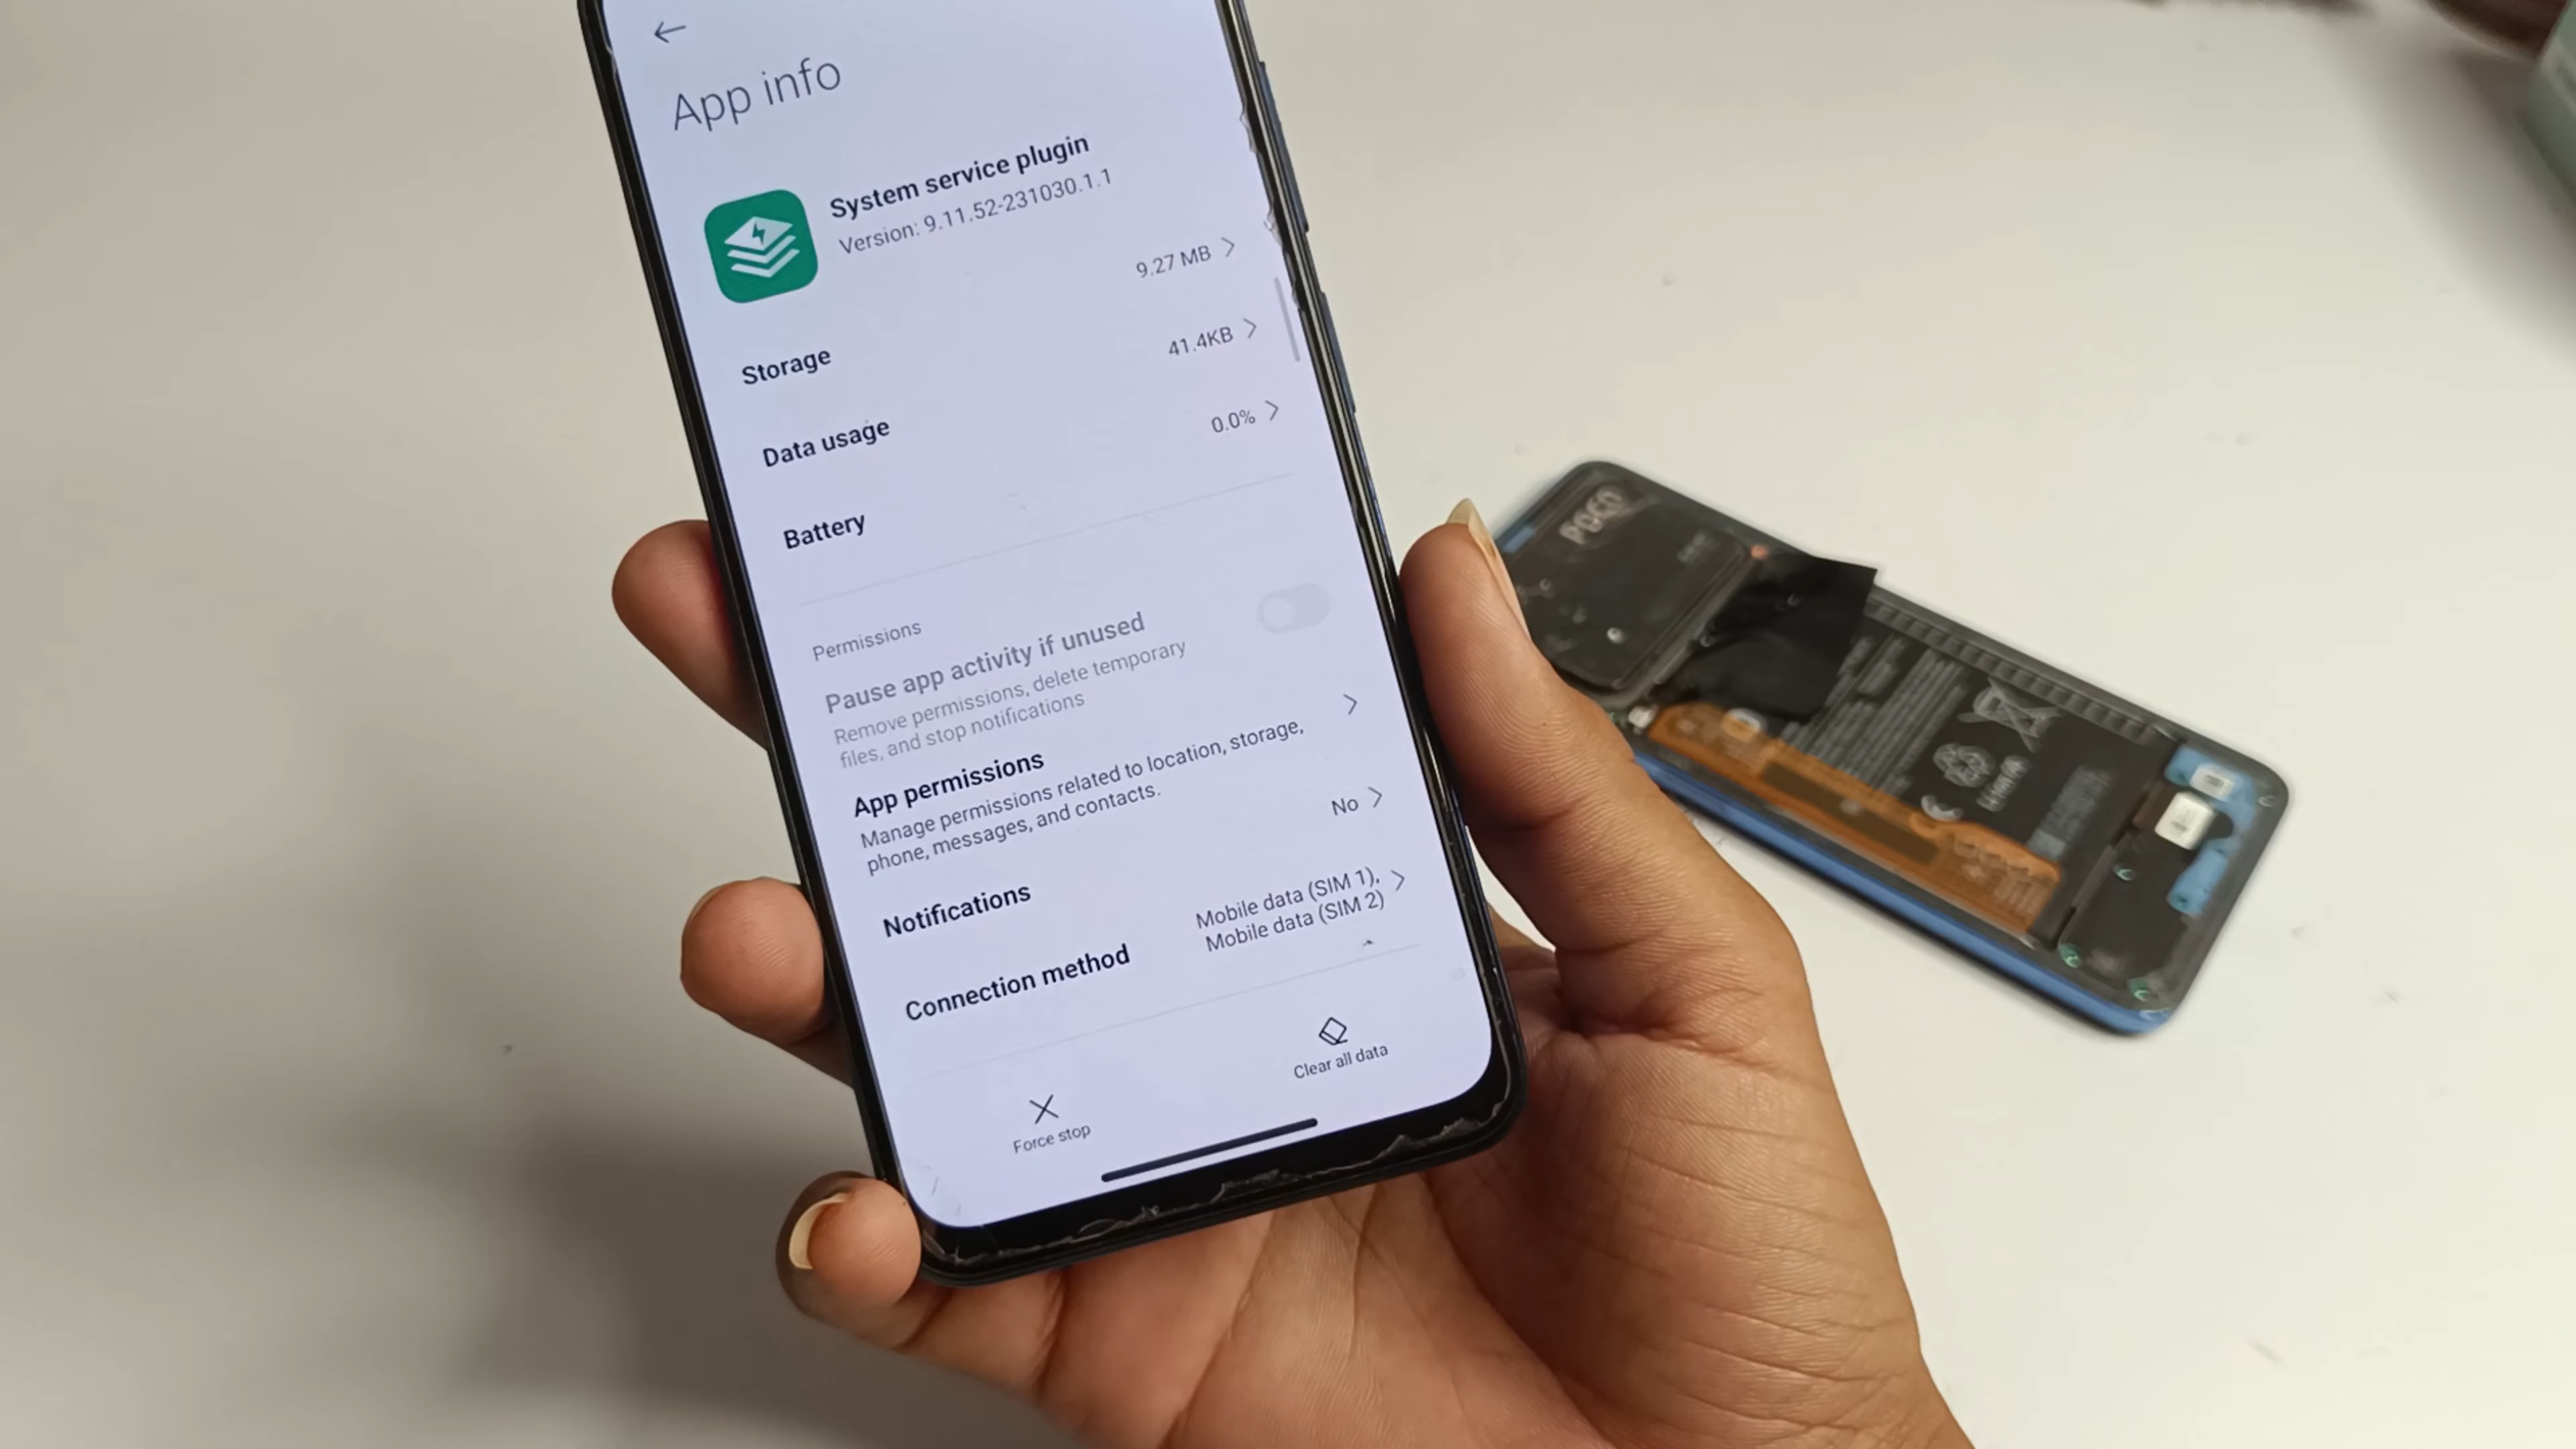 App info
System service plugin
Version: 9.11.52-231030.1.1
Storage
9.27 MB
Data usage
41.4KB
Battery
0.0%
Permissions
Pause app activity if unused
Remove permissions, delete temporary
files, and stop notifications
App permissions
Manage permissions related to location, storage,
phone, messages, and contacts.
Notifications
No
Connection method
Mobile data (SIM 1),
Mobile data (SIM 2)
Force stop
Clear all data
POCO